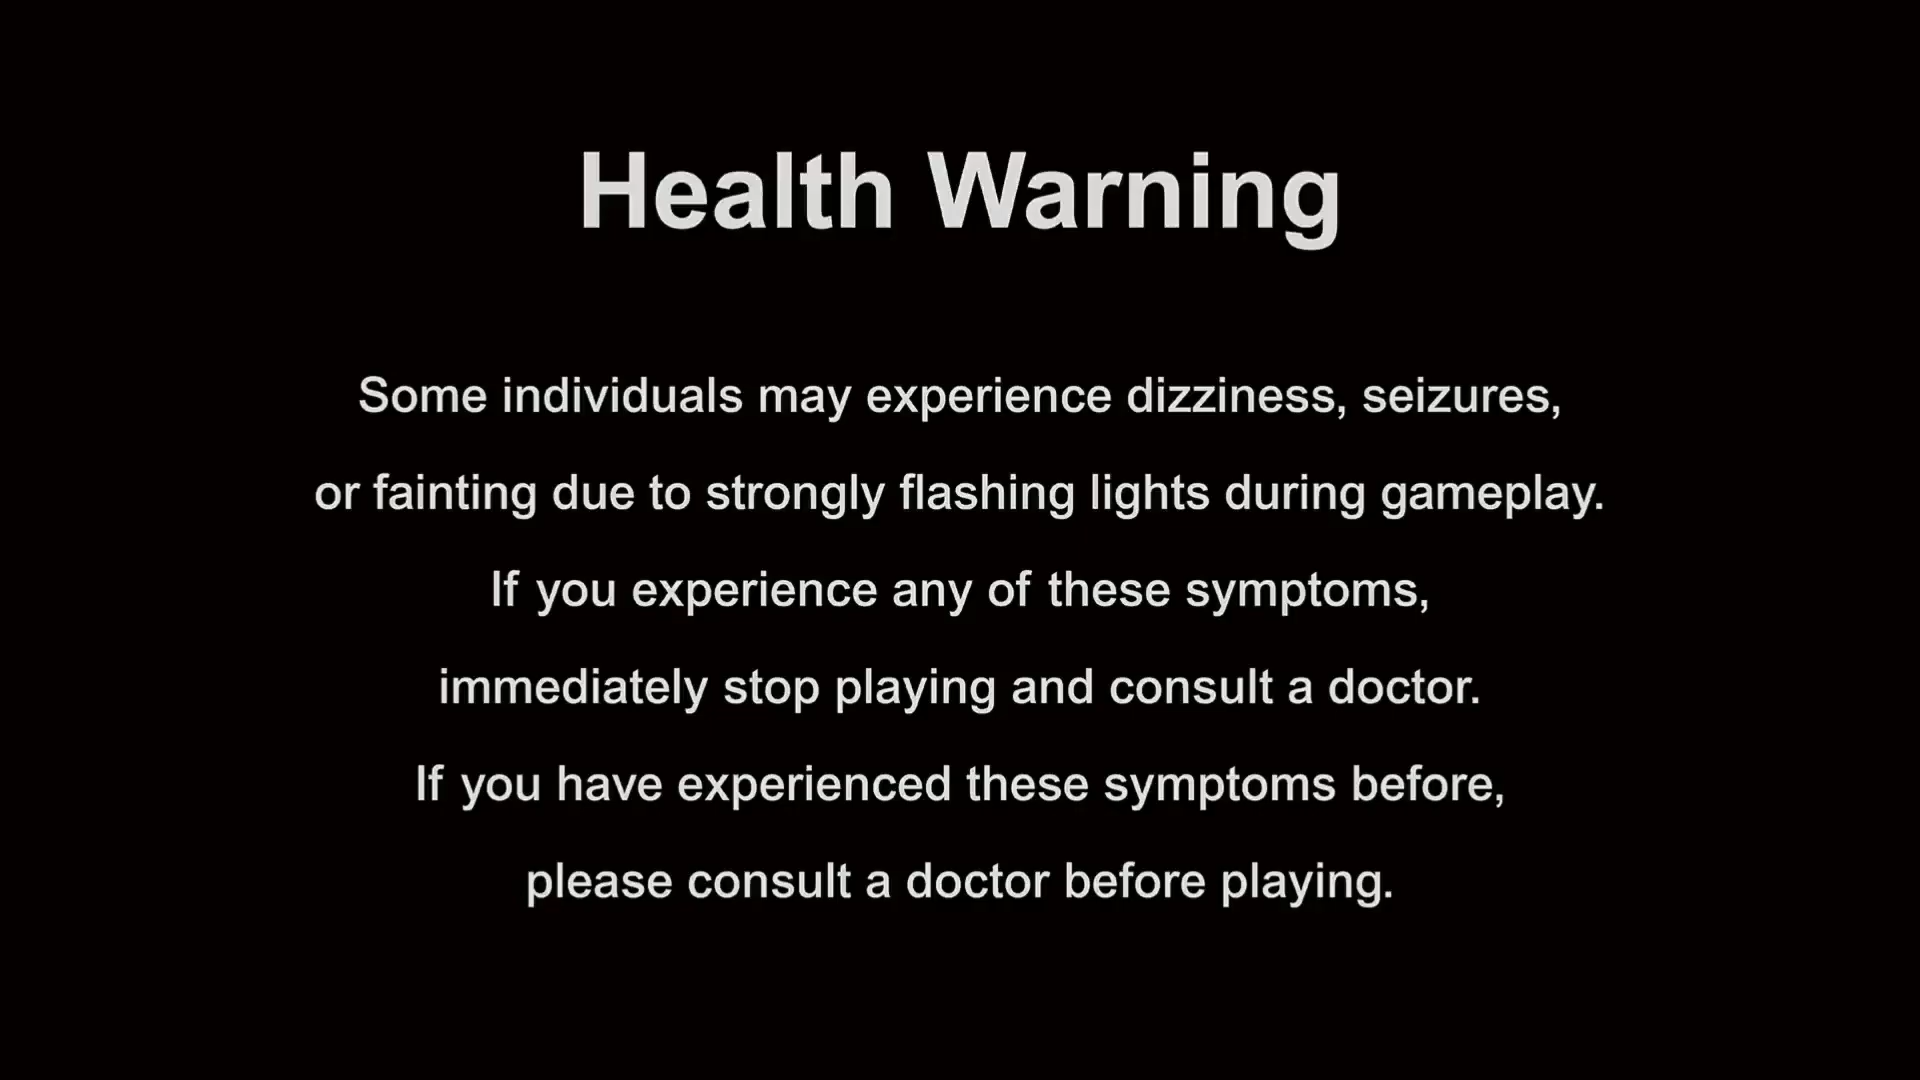 Health Warning
Some individuals may experience dizziness, seizures,
or fainting due to strongly flashing lights during gameplay.
If you experience any of these symptoms,
immediately stop playing and consult a doctor.
If you have experienced these symptoms before,
please consult a doctor before playing.